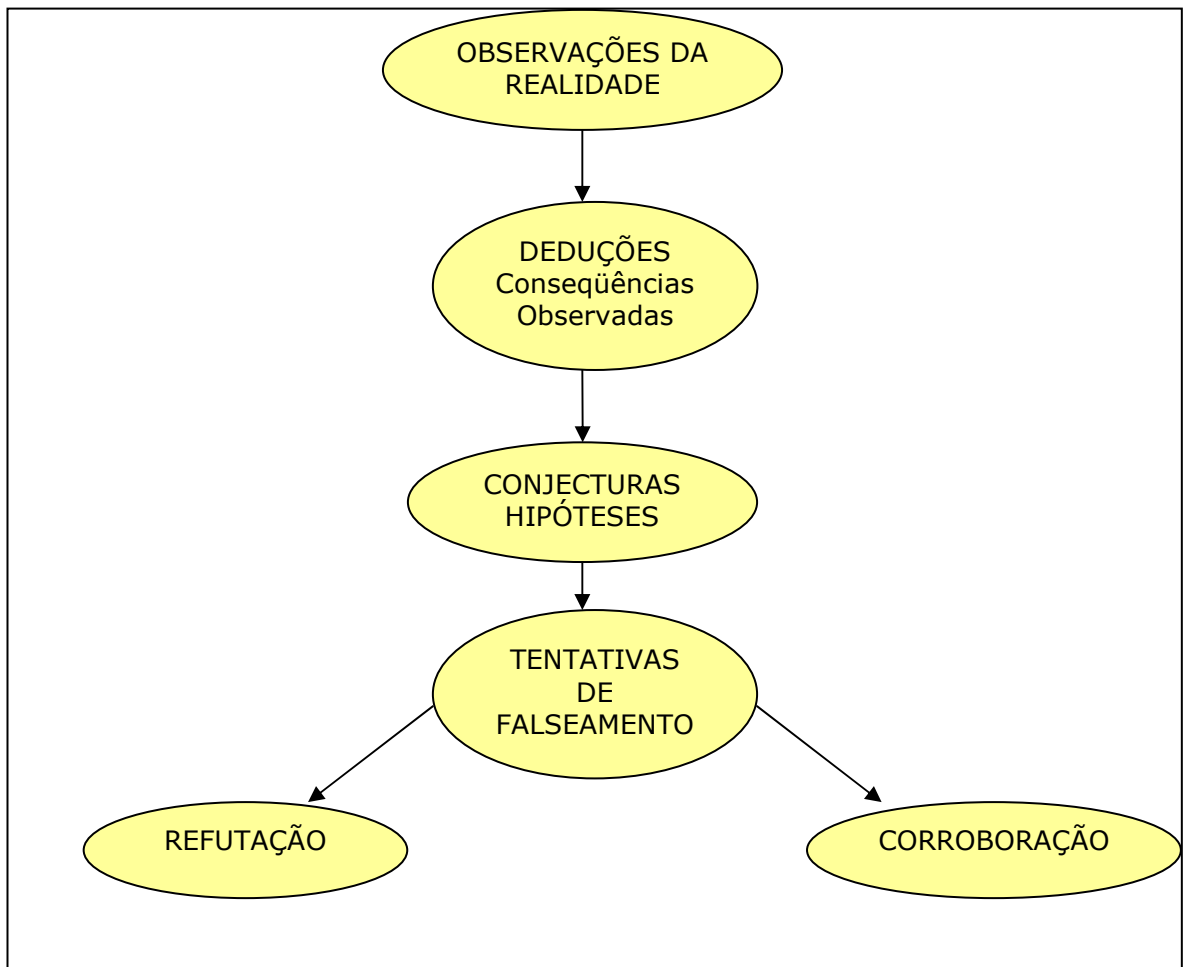 OBSERVAÇÕES DA
REALIDADE
DEDUÇÕES
Conseqüências
Observadas
CONJECTURAS
HIPÓTESES
TENTATIVAS
DE
FALSEAMENTO
REFUTAÇÃO
CORROBORAÇÃO